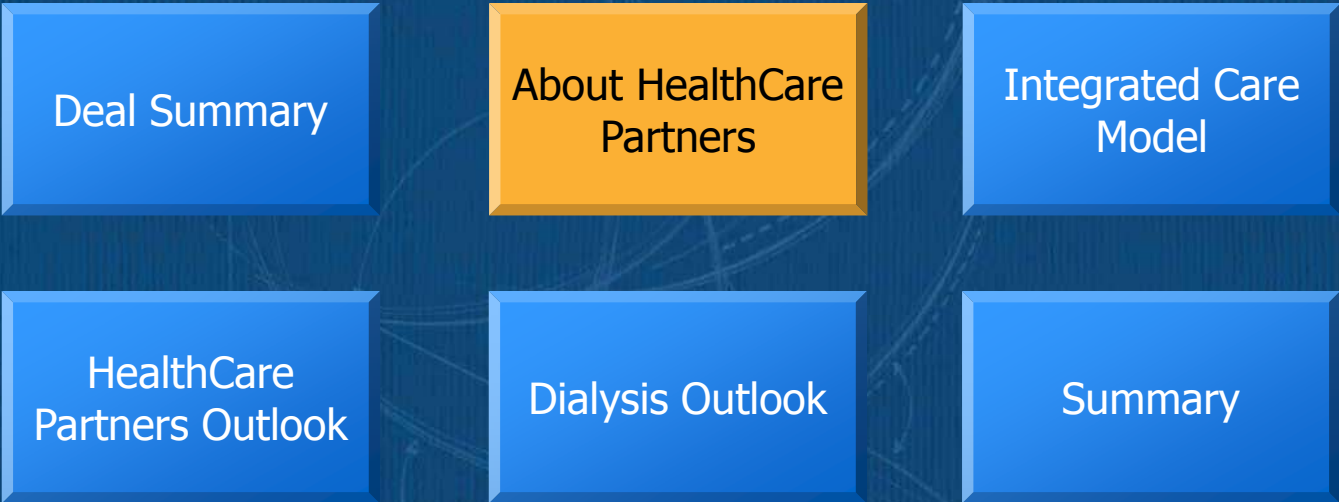 Deal Summary
About HealthCare
Partners
Integrated Care
Model
HealthCare
Partners Outlook
Dialysis Outlook
Summary